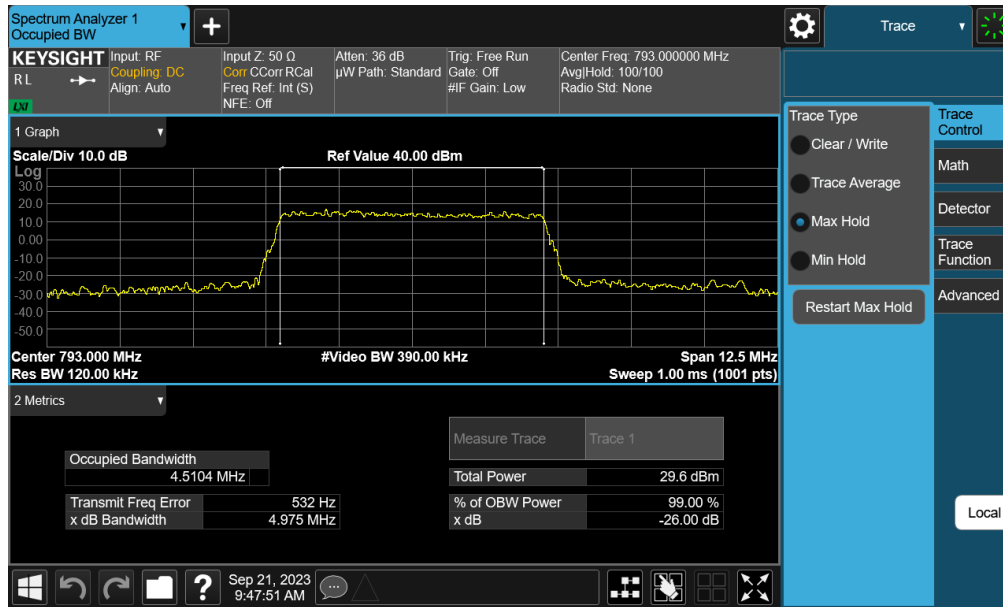 Spectrum Analyzer 1
Occupied BW
+
Trace
KEYSIGHT
R L
LXI
Input: RF
Coupling: DC
Align: Auto
Input Z: 50 Ω
Corr CCorr RCal
Freq Ref: Int (S)
NFE: Off
Atten: 36 dB
µW Path: Standard
Trig: Free Run
Gate: Off
#IF Gain: Low
Center Freq: 793.000000 MHz
Avg|Hold: 100/100
Radio Std: None
1 Graph
Scale/Div 10.0 dB
Ref Value 40.00 dBm
Log
30.0
20.0
10.0
0.00
-10.0
-20.0
-30.0
-40.0
-50.0
Center 793.000 MHz
#Video BW 390.00 kHz
Span 12.5 MHz
Res BW 120.00 kHz
Sweep 1.00 ms (1001 pts)
2 Metrics
Measure Trace
Trace 1
Occupied Bandwidth
4.5104 MHz
Total Power
29.6 dBm
Transmit Freq Error
532 Hz
% of OBW Power
99.00 %
x dB Bandwidth
4.975 MHz
x dB
-26.00 dB
Trace Type
Clear / Write
Trace Average
Max Hold
Min Hold
Restart Max Hold
Trace
Control
Math
Detector
Trace
Function
Advanced
Local
?
Sep 21, 2023
9:47:51 AM